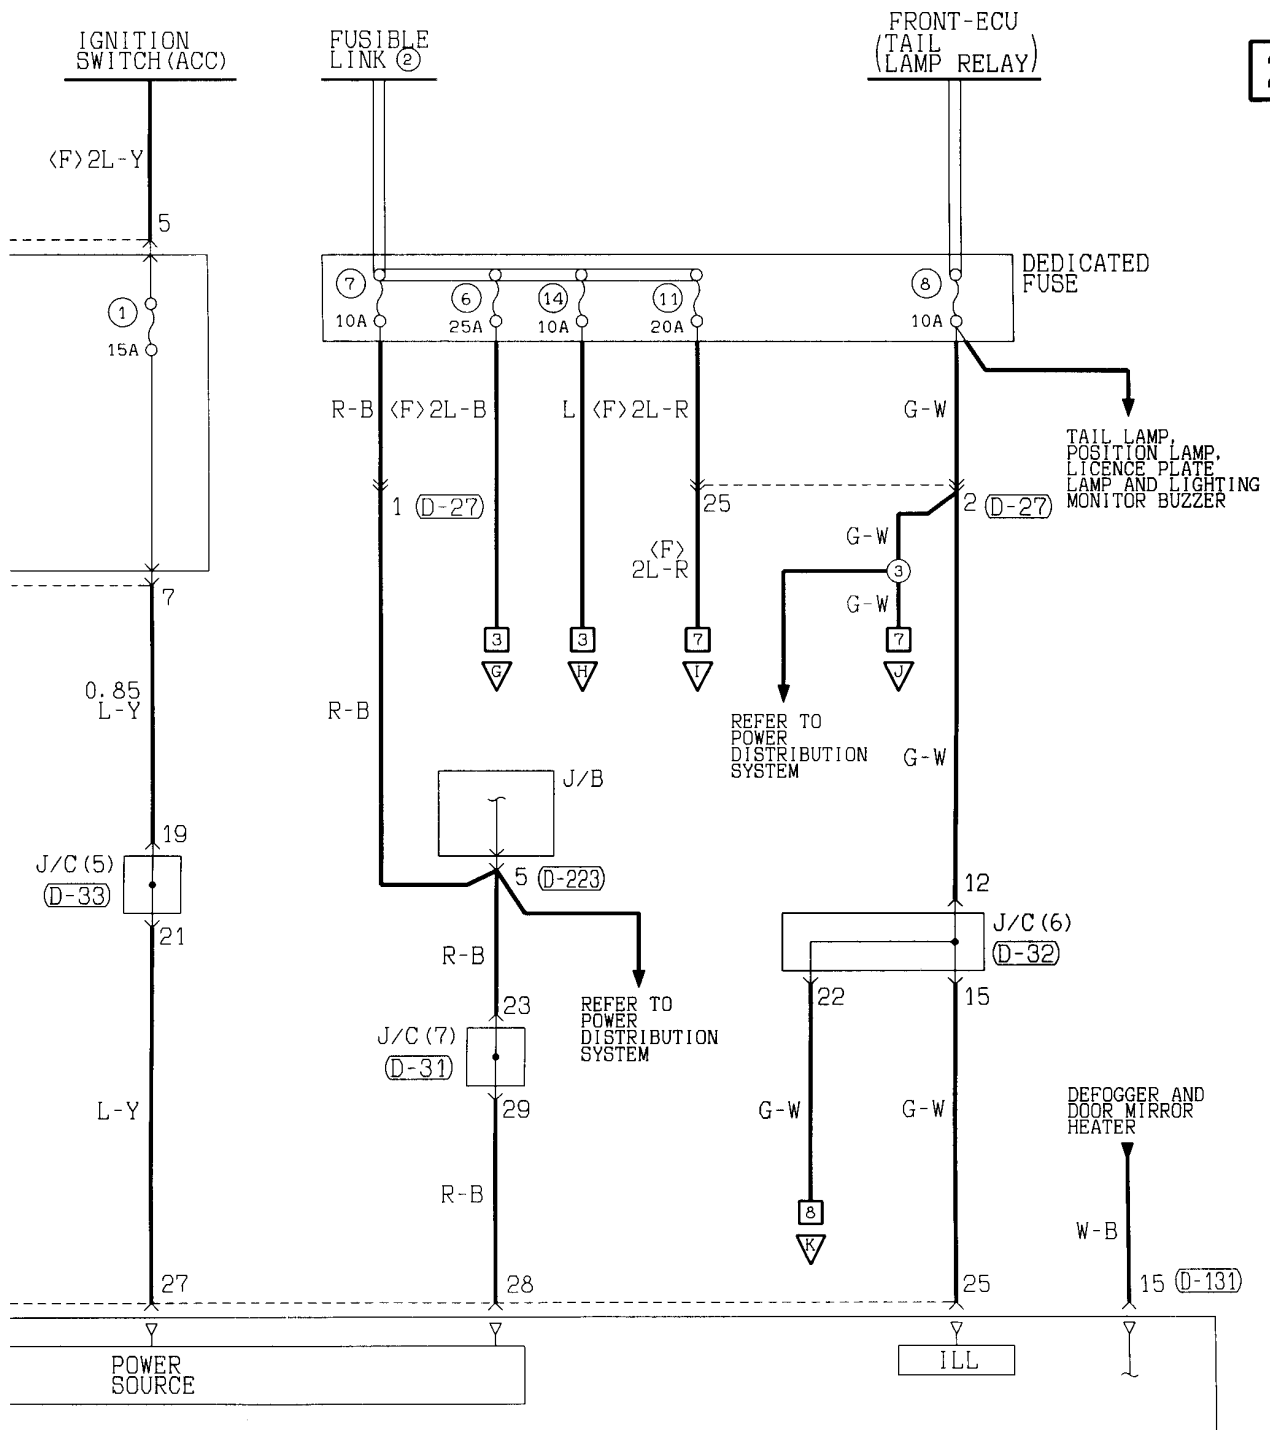 IGNITION
SWITCH(ACC)
FUSIBLE
LINK ②
FRONT-ECU
(TAIL
LAMP RELAY)
<F>2L-Y
5
DEDICATED
FUSE
7
10A
6
25A
14
10A
11
20A
8
10A
1
15A
R-B
<F>2L-B
L
<F>2L-R
G-W
TAIL LAMP,
POSITION LAMP,
LICENCE PLATE
LAMP AND LIGHTING
MONITOR BUZZER
1 (D-27)
25
2 (D-27)
<F>
2L-R
G-W
3
G-W
7
3
3
7
7
G
H
I
J
0.85
L-Y
R-B
REFER TO
POWER
DISTRIBUTION
SYSTEM
G-W
J/B
19
J/C(5)
(D-33)
21
5 (D-223)
12
J/C(6)
(D-32)
R-B
22
15
23
REFER TO
POWER
DISTRIBUTION
SYSTEM
J/C(7)
(D-31)
29
L-Y
G-W
G-W
DEFOGGER AND
DOOR MIRROR
HEATER
R-B
8
K
W-B
27
28
25
15 (D-131)
POWER
SOURCE
ILL